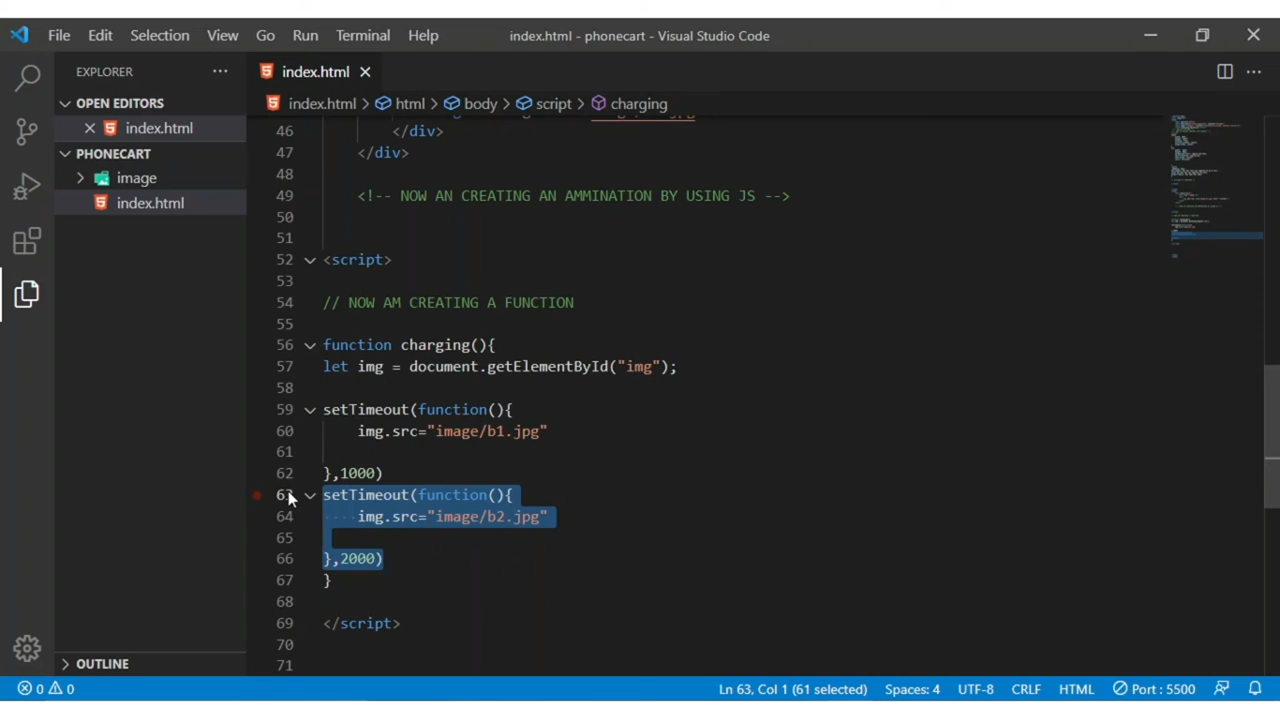 File Edit Selection View Go Run Terminal Help index.html - phonecart - Visual Studio Code
EXPLORER
index.html
OPEN EDITORS
index.html > html > body > script > charging
index.html
PHONECART
image
index.html
46 </div>
47 </div>
48
49 <!-- NOW AN CREATING AN AMMINATION BY USING JS -->
50
51
52 <script>
53
54 // NOW AM CREATING A FUNCTION
55
56 function charging(){
57 let img = document.getElementById("img");
58
59 setTimeout(function(){
60 img.src="image/b1.jpg"
61
62 },1000)
63 setTimeout(function(){
64 img.src="image/b2.jpg"
65
66 },2000)
67 }
68
69 </script>
70
71
OUTLINE
0 0 Ln 63, Col 1 (61 selected) Spaces: 4 UTF-8 CRLF HTML Port : 5500